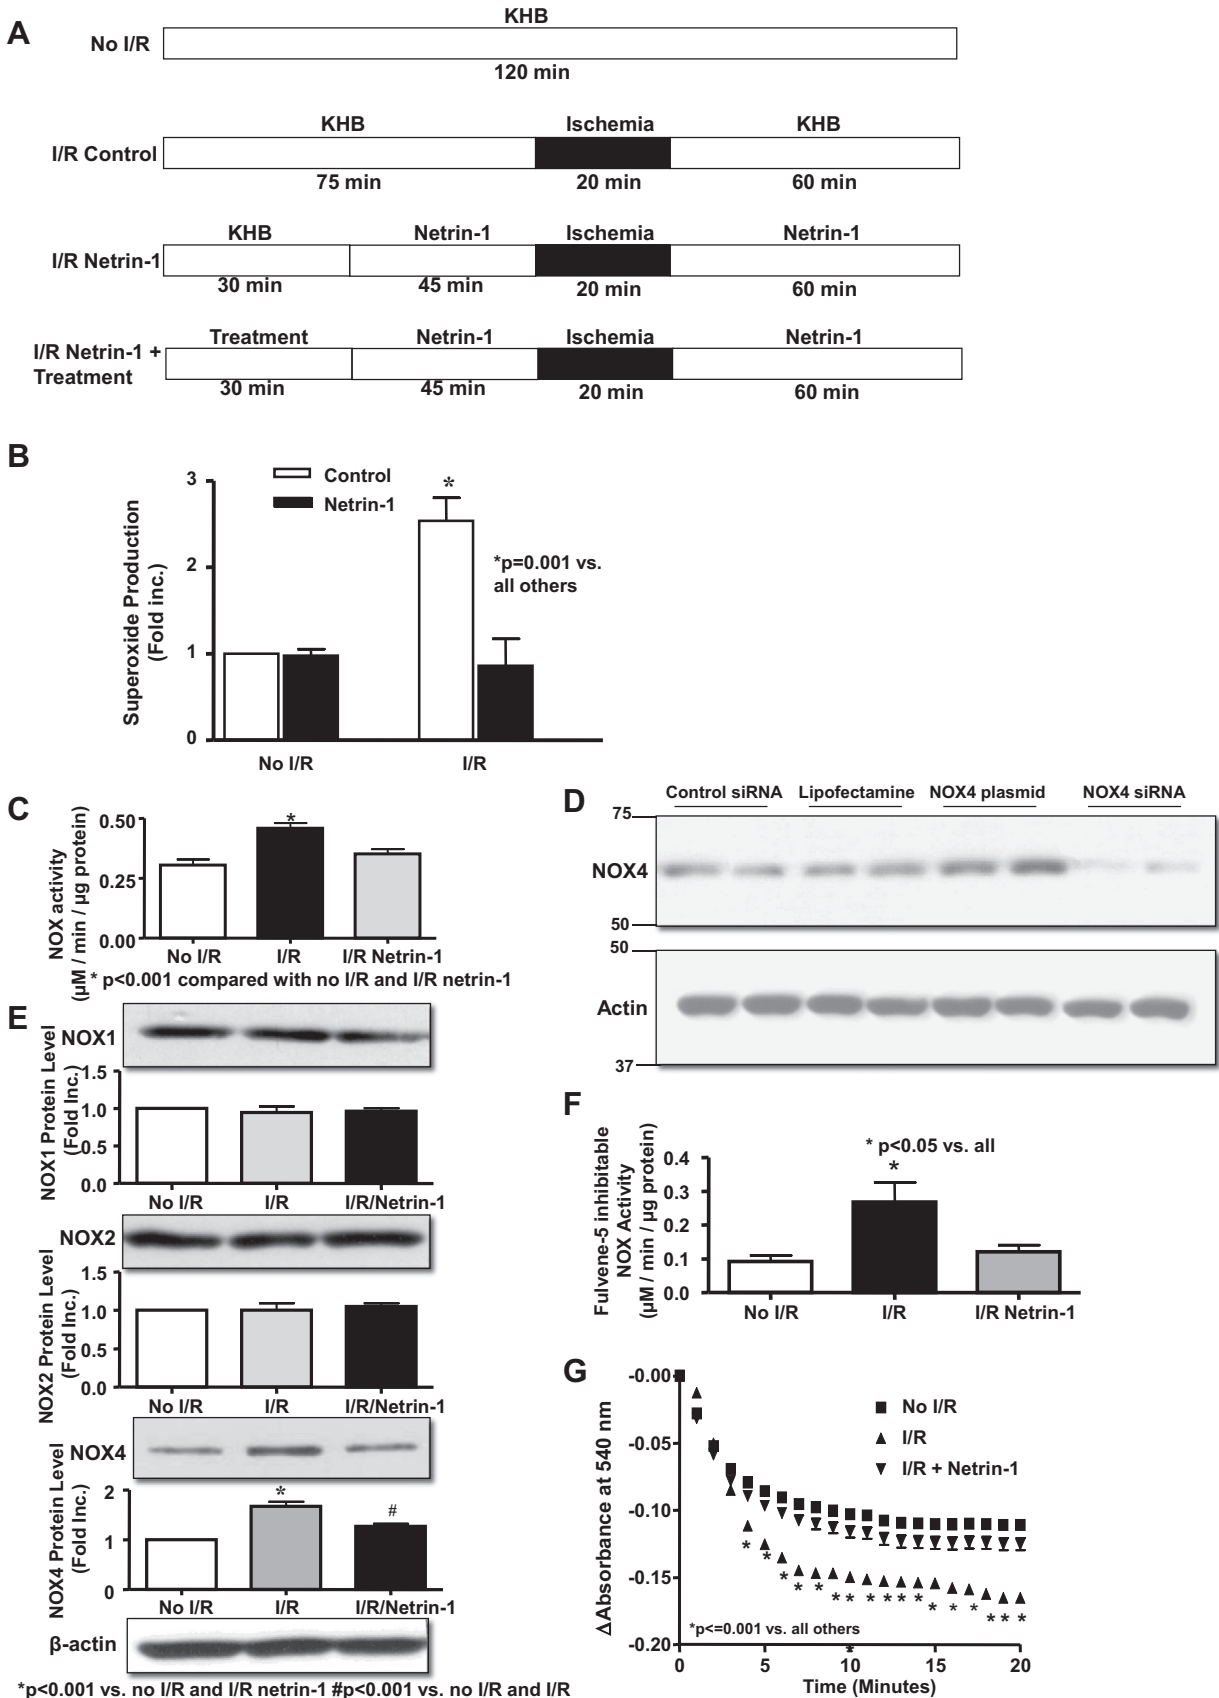 A
KHB
No I/R
120 min
KHB Ischemia KHB
I/R Control
75 min 20 min 60 min
KHB Netrin-1 Ischemia Netrin-1
I/R Netrin-1
30 min 45 min 20 min 60 min
Treatment Netrin-1 Ischemia Netrin-1
I/R Netrin-1 +
Treatment
30 min 45 min 20 min 60 min
B
Superoxide Production
(Fold inc.)
3
2
1
0
Control
Netrin-1
*
*p=0.001 vs.
all others
No I/R I/R
C
NOX activity
(µM / min / µg protein)
0.50
0.25
0.00
*
No I/R I/R I/R Netrin-1
* p<0.001 compared with no I/R and I/R netrin-1
D
Control siRNA Lipofectamine NOX4 plasmid NOX4 siRNA
75
NOX4
50
50
Actin
37
E
NOX1
NOX1 Protein Level
(Fold Inc.)
1.5
1.0
0.5
0.0
No I/R I/R I/R/Netrin-1
NOX2
NOX2 Protein Level
(Fold Inc.)
1.5
1.0
0.5
0.0
No I/R I/R I/R/Netrin-1
NOX4
NOX4 Protein Level
(Fold Inc.)
2
1
0
* #
No I/R I/R I/R/Netrin-1
β-actin
*p<0.001 vs. no I/R and I/R netrin-1 #p<0.001 vs. no I/R and I/R
F
Fulvene-5 inhibitable
NOX Activity
(µM / min / µg protein)
0.4
0.3
0.2
0.1
0.0
* p<0.05 vs. all
*
No I/R I/R I/R Netrin-1
G
ΔAbsorbance at 540 nm
-0.00
-0.05
-0.10
-0.15
-0.20
No I/R
I/R
I/R + Netrin-1
* * * * * * * * * * * * * * * * *
*p<=0.001 vs. all others
*
0 5 10 15 20
Time (Minutes)